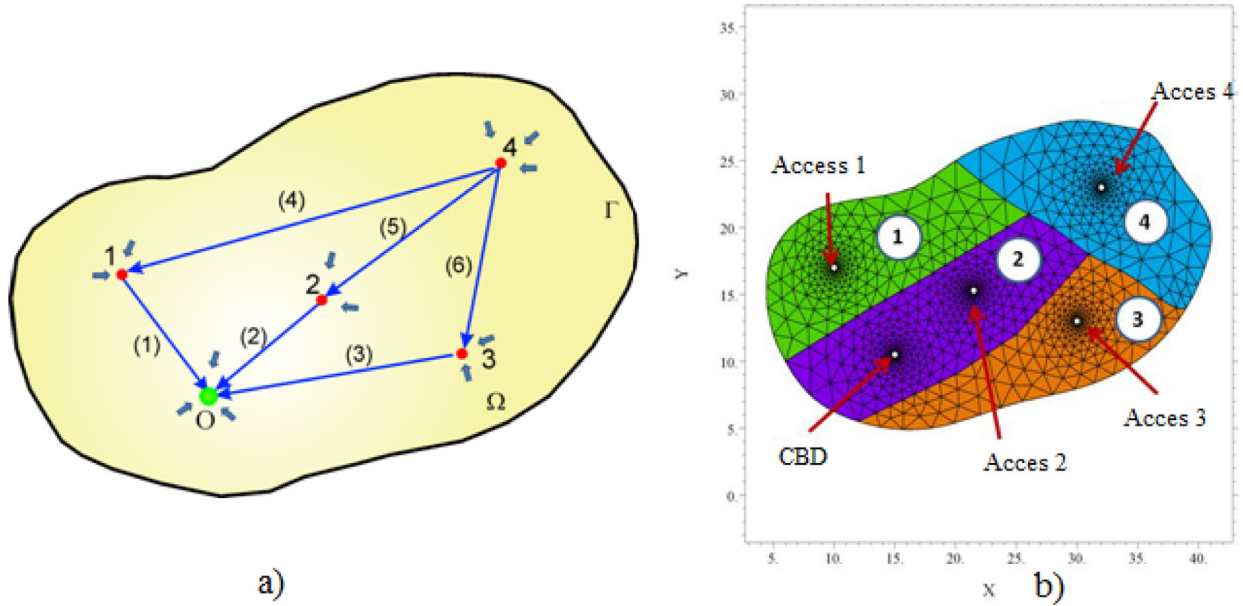 4
(4)
(5)
Γ
1
(6)
2
(1)
(2)
(3)
3
Ω
O
a)
35.
30.
25.
20.
15.
10.
5.
0.
Y
Acces 4
Access 1
1
4
2
3
Acces 3
CBD
Acces 2
5. 10. 15. 20. 25. 30. 35. 40.
X
b)